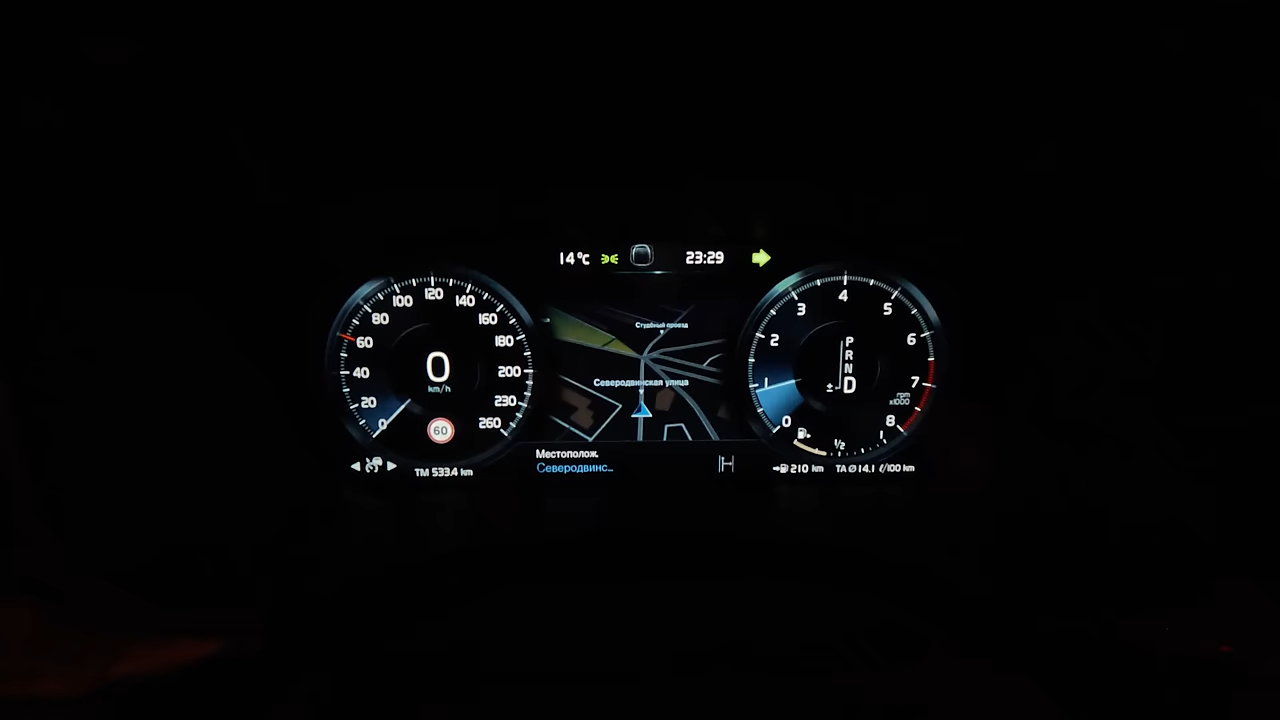 14°C 23:29
0 20 40 60 80 100 120 140 160 180 200 230 260
0
km/h
60
TM 533.4 km
Студёный проезд
Северодвинская улица
Местополож.
Северодвинс...
0 1 2 3 4 5 6 7 8
P
R
N
D
±
rpm
x1000
1/2
1
210 km TA Ø 14.1 ℓ/100 km